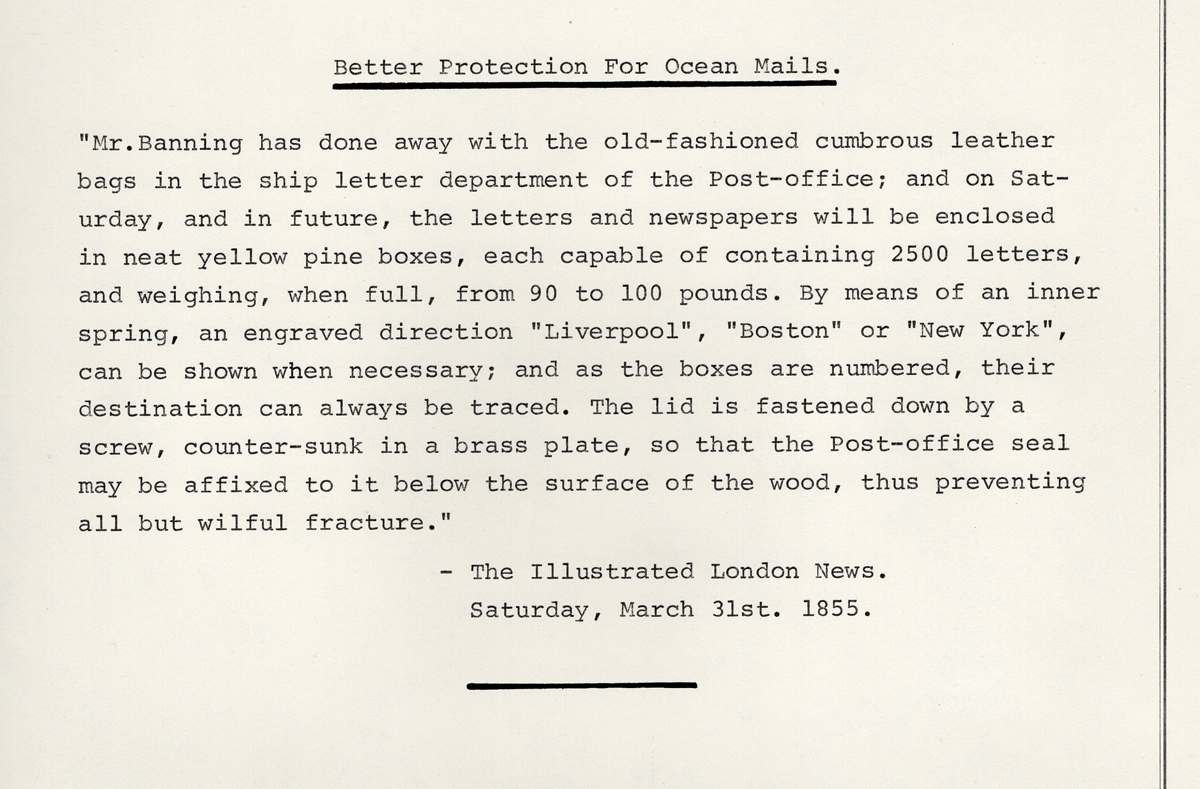 Better Protection For Ocean Mails.
"Mr.Banning has done away with the old-fashioned cumbrous leather
bags in the ship letter department of the Post-office; and on Sat-
urday, and in future, the letters and newspapers will be enclosed
in neat yellow pine boxes, each capable of containing 2500 letters,
and weighing, when full, from 90 to 100 pounds. By means of an inner
spring, an engraved direction "Liverpool", "Boston" or "New York",
can be shown when necessary; and as the boxes are numbered, their
destination can always be traced. The lid is fastened down by a
screw, counter-sunk in a brass plate, so that the Post-office seal
may be affixed to it below the surface of the wood, thus preventing
all but wilful fracture."
- The Illustrated London News.
Saturday, March 31st. 1855.